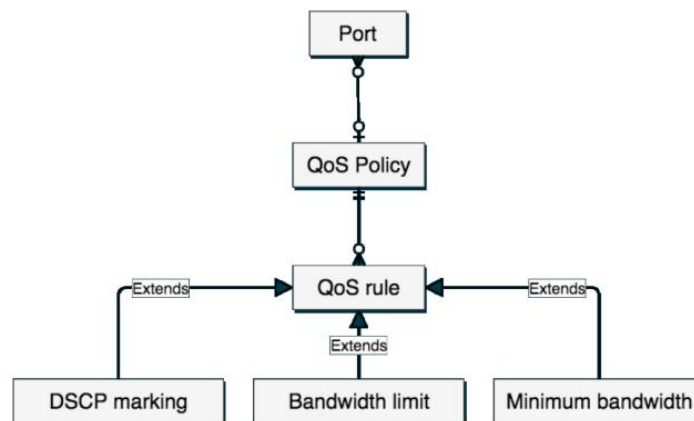 Port
QoS Policy
QoS rule
Extends
Extends
Extends
DSCP marking
Bandwidth limit
Minimum bandwidth